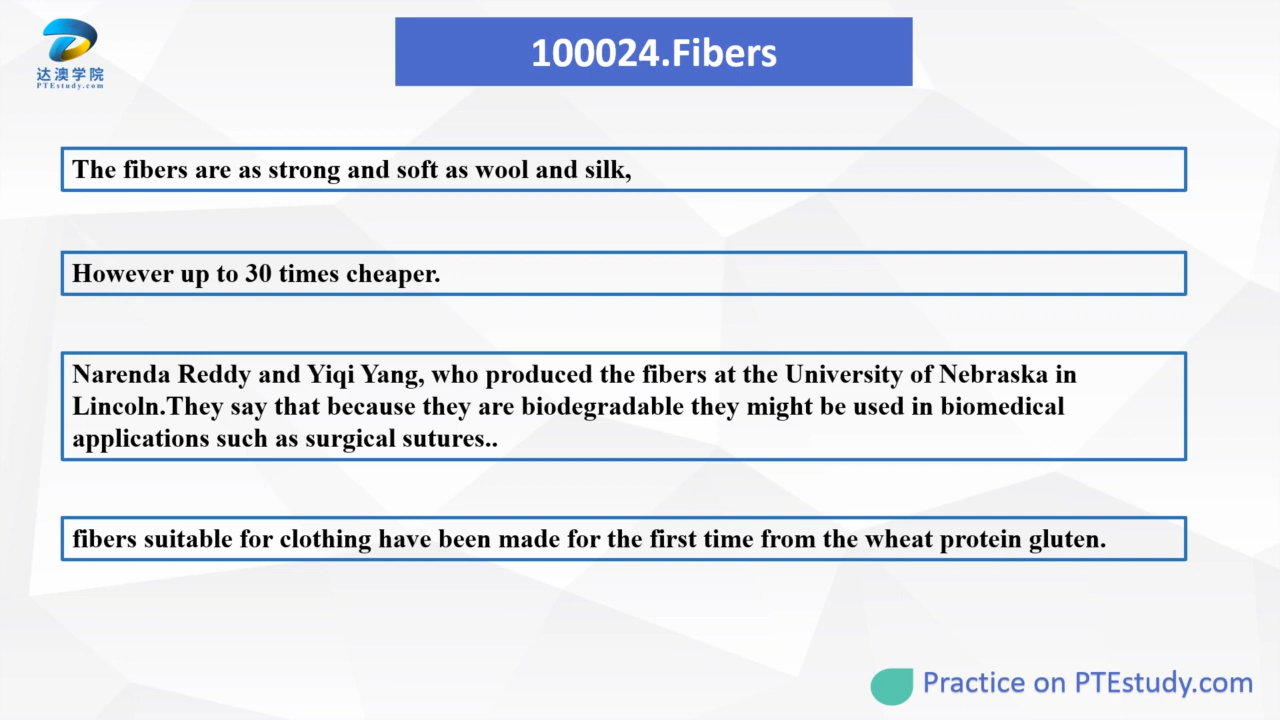 达澳学院
PTEstudy.com
100024.Fibers
The fibers are as strong and soft as wool and silk,
However up to 30 times cheaper.
Narenda Reddy and Yiqi Yang, who produced the fibers at the University of Nebraska in
Lincoln.They say that because they are biodegradable they might be used in biomedical
applications such as surgical sutures..
fibers suitable for clothing have been made for the first time from the wheat protein gluten.
Practice on PTEstudy.com